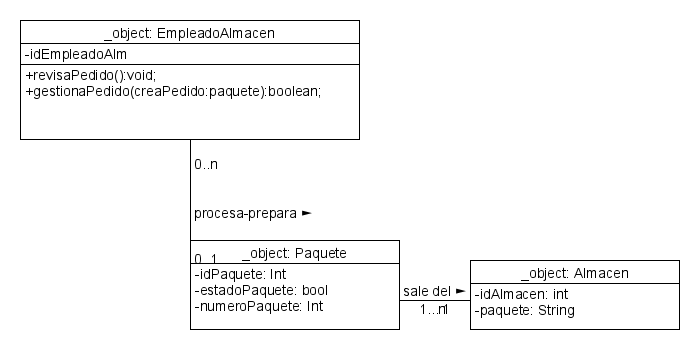 _object: EmpleadoAlmacen
-idEmpleadoAlm
+revisaPedido():void;
+gestionaPedido(creaPedido:paquete):boolean;
0..n
procesa-prepara ►
0..1
_object: Paquete
-idPaquete: Int
-estadoPaquete: bool
-numeroPaquete: Int
sale del ►
1...nl
_object: Almacen
-idAlmacen: int
-paquete: String